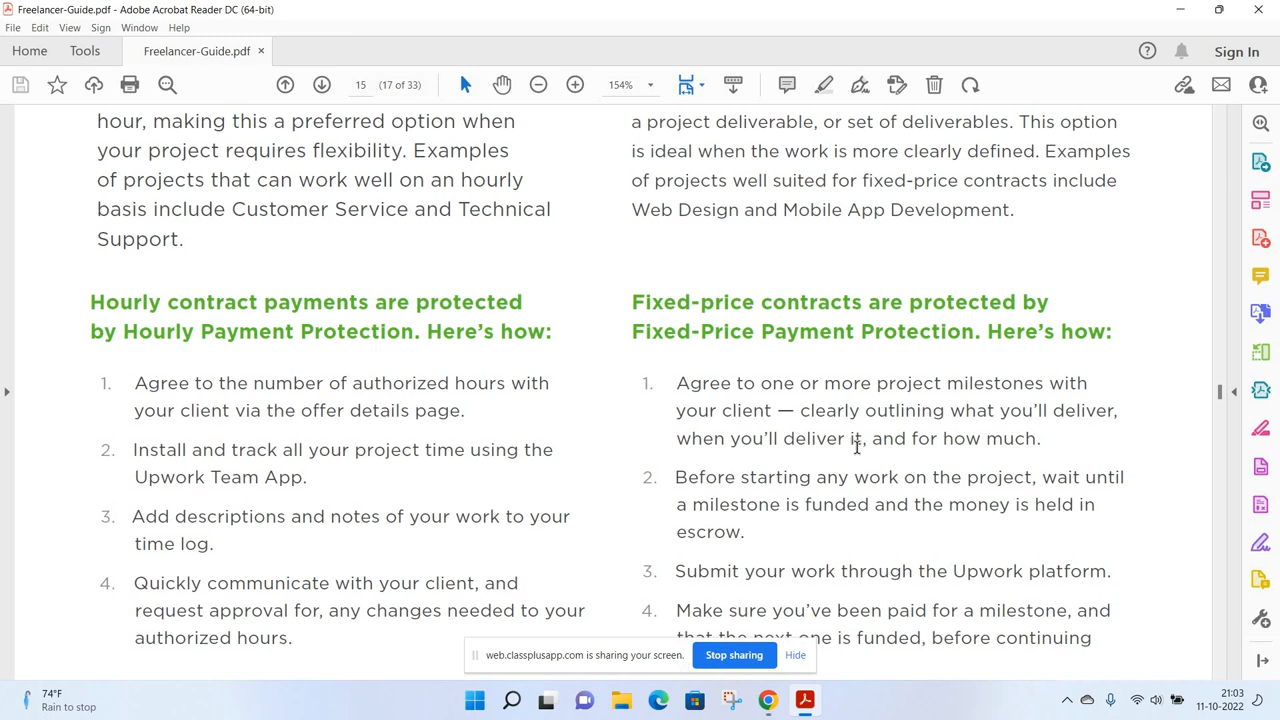 Freelancer-Guide.pdf - Adobe Acrobat Reader DC (64-bit)
File Edit View Sign Window Help
Home Tools Freelancer-Guide.pdf × Sign In
15 (17 of 33) 154%
hour, making this a preferred option when
your project requires flexibility. Examples
of projects that can work well on an hourly
basis include Customer Service and Technical
Support.
a project deliverable, or set of deliverables. This option
is ideal when the work is more clearly defined. Examples
of projects well suited for fixed-price contracts include
Web Design and Mobile App Development.
Hourly contract payments are protected
by Hourly Payment Protection. Here's how:
1. Agree to the number of authorized hours with
your client via the offer details page.
2. Install and track all your project time using the
Upwork Team App.
3. Add descriptions and notes of your work to your
time log.
4. Quickly communicate with your client, and
request approval for, any changes needed to your
authorized hours.
Fixed-price contracts are protected by
Fixed-Price Payment Protection. Here's how:
1. Agree to one or more project milestones with
your client — clearly outlining what you'll deliver,
when you'll deliver it, and for how much.
2. Before starting any work on the project, wait until
a milestone is funded and the money is held in
escrow.
3. Submit your work through the Upwork platform.
4. Make sure you've been paid for a milestone, and
that the next one is funded, before continuing
web.classplusapp.com is sharing your screen. Stop sharing Hide
74°F
Rain to stop
21:03
11-10-2022